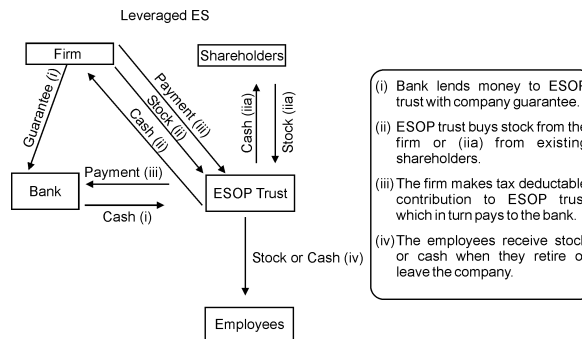 Leveraged ES
Firm
Shareholders
Guarantee (i)
Payment (iii)
Stock (ii)
Cash (ii)
Cash (iia)
Stock (iia)
Bank
Payment (iii)
Cash (i)
ESOP Trust
Stock or Cash (iv)
Employees
(i) Bank lends money to ESOP
trust with company guarantee.
(ii) ESOP trust buys stock from the
firm or (iia) from existing
shareholders.
(iii) The firm makes tax deductable
contribution to ESOP trus
which in turn pays to the bank.
(iv) The employees receive stock
or cash when they retire o
leave the company.